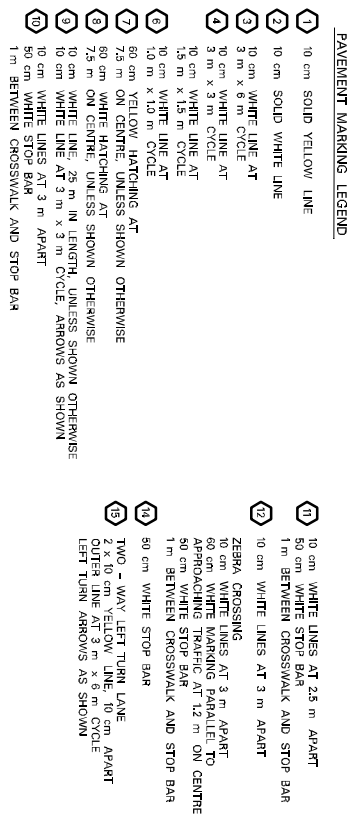 PAVEMENT MARKING LEGEND
1 10 cm SOLID YELLOW LINE
2 10 cm SOLID WHITE LINE
3 10 cm WHITE LINE AT
3 m x 6 m CYCLE
4 10 cm WHITE LINE AT
3 m x 3 m CYCLE
10 cm WHITE LINE AT
1.5 m x 1.5 m CYCLE
6 10 cm WHITE LINE AT
1.0 m x 1.0 m CYCLE
7 60 cm YELLOW HATCHING AT
7.5 m ON CENTRE, UNLESS SHOWN OTHERWISE
8 60 cm WHITE HATCHING AT
7.5 m ON CENTRE, UNLESS SHOWN OTHERWISE
9 10 cm WHITE LINE, 25 m IN LENGTH, UNLESS SHOWN OTHERWISE
10 cm WHITE LINE AT 3 m x 3 m CYCLE, ARROWS AS SHOWN
10 10 cm WHITE LINES AT 3 m APART
50 cm WHITE STOP BAR
1 m BETWEEN CROSSWALK AND STOP BAR
11 10 cm WHITE LINES AT 2.5 m APART
50 cm WHITE STOP BAR
1 m BETWEEN CROSSWALK AND STOP BAR
12 10 cm WHITE LINES AT 3 m APART
ZEBRA CROSSING
10 cm WHITE LINES AT 3 m APART
60 cm WHITE MARKING PARALLEL TO
APPROACHING TRAFFIC AT 1.2 m ON CENTRE
50 cm WHITE STOP BAR
1 m BETWEEN CROSSWALK AND STOP BAR
14 50 cm WHITE STOP BAR
15 TWO - WAY LEFT TURN LANE
2 x 10 cm YELLOW LINE, 10 cm APART
OUTER LINE AT 3 m x 6 m CYCLE
LEFT TURN ARROWS AS SHOWN